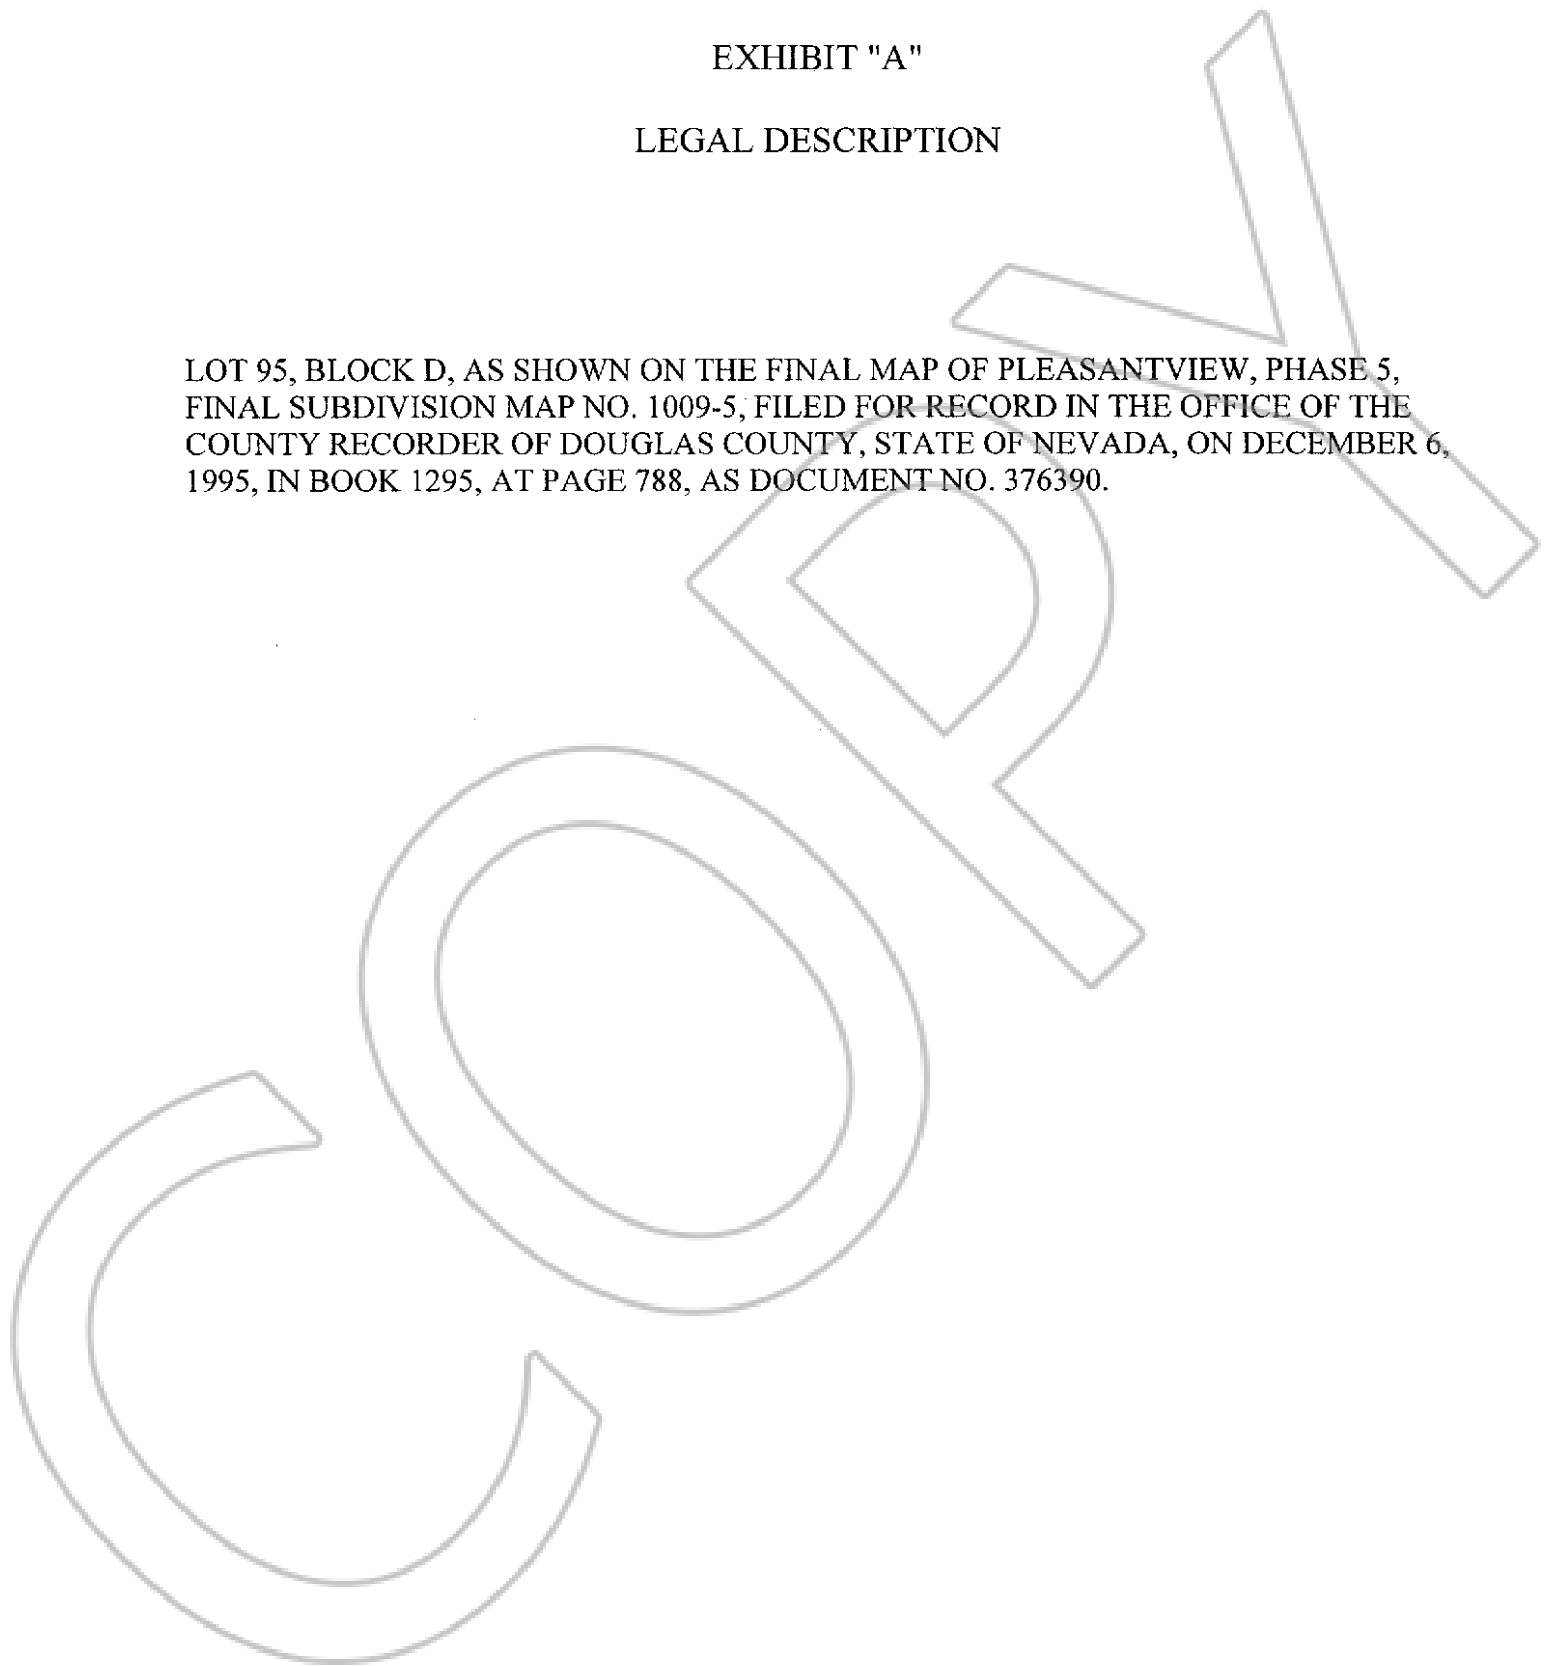 EXHIBIT "A"
LEGAL DESCRIPTION
LOT 95, BLOCK D, AS SHOWN ON THE FINAL MAP OF PLEASANTVIEW, PHASE 5,
FINAL SUBDIVISION MAP NO. 1009-5, FILED FOR RECORD IN THE OFFICE OF THE
COUNTY RECORDER OF DOUGLAS COUNTY, STATE OF NEVADA, ON DECEMBER 6,
1995, IN BOOK 1295, AT PAGE 788, AS DOCUMENT NO. 376390.
COPY